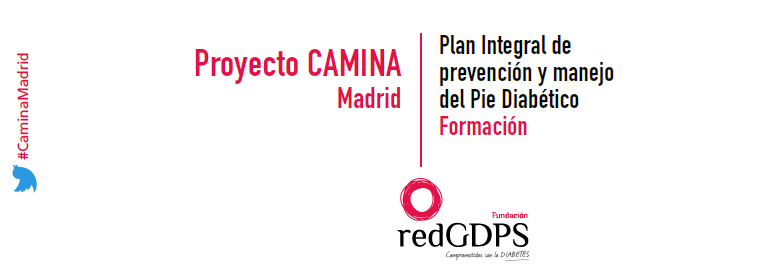 #CaminaMadrid
Proyecto CAMINA
Madrid
Plan Integral de
prevención y manejo
del Pie Diabético
Formación
Fundación
redGDPS
Comprometidos con la DIABETES